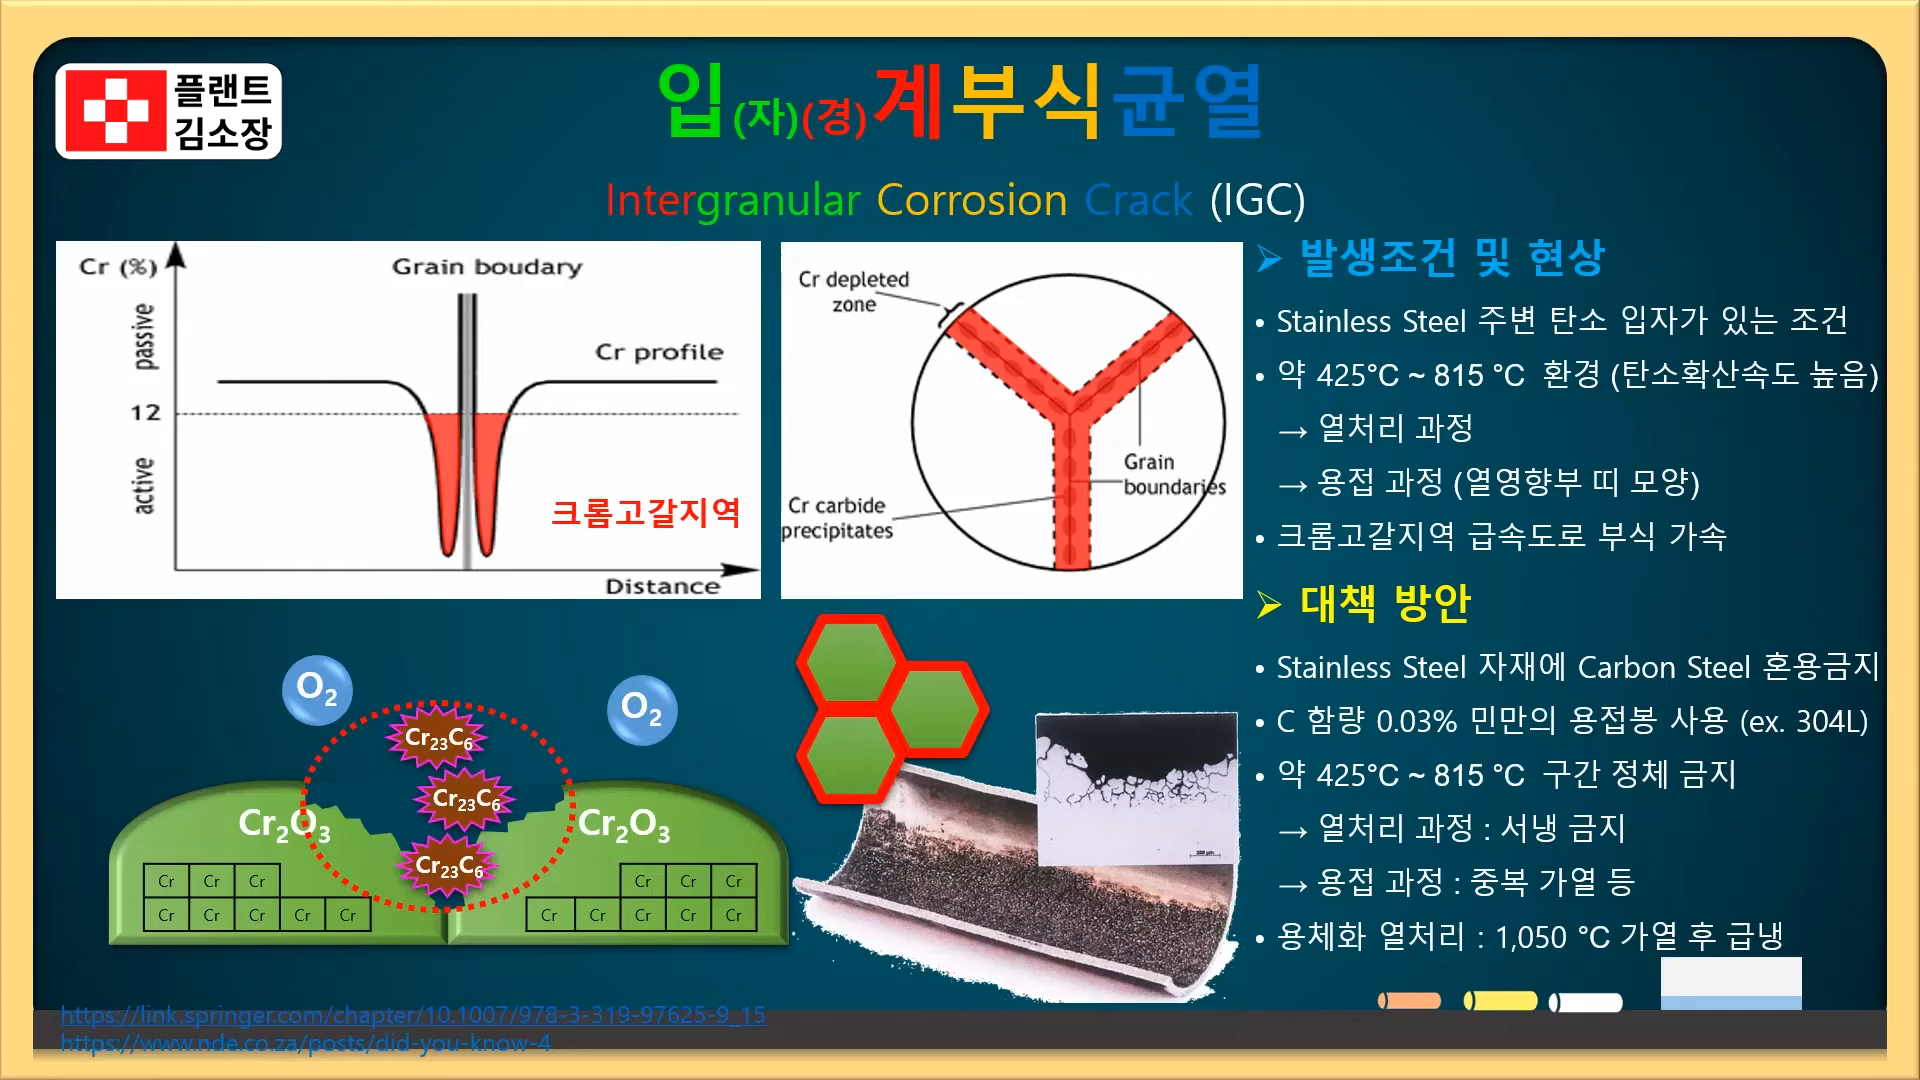 플랜트
김소장
입(자)(경)계부식균열
Intergranular Corrosion Crack (IGC)
Cr (%)
Grain boudary
passive
Cr profile
12
active
크롬고갈지역
Distance
Cr depleted
zone
Grain
boundaries
Cr carbide
precipitates
➢ 발생조건 및 현상
• Stainless Steel 주변 탄소 입자가 있는 조건
• 약 425℃ ~ 815 ℃ 환경 (탄소확산속도 높음)
→ 열처리 과정
→ 용접 과정 (열영향부 띠 모양)
• 크롬고갈지역 급속도로 부식 가속
➢ 대책 방안
• Stainless Steel 자재에 Carbon Steel 혼용금지
• C 함량 0.03% 민만의 용접봉 사용 (ex. 304L)
• 약 425℃ ~ 815 ℃ 구간 정체 금지
→ 열처리 과정 : 서냉 금지
→ 용접 과정 : 중복 가열 등
• 용체화 열처리 : 1,050 ℃ 가열 후 급냉
O₂
O₂
Cr₂₃C₆
Cr₂₃C₆
Cr₂₃C₆
Cr₂O₃
Cr₂O₃
Cr Cr Cr
Cr Cr Cr Cr Cr
Cr Cr Cr
Cr Cr Cr Cr Cr
https://link.springer.com/chapter/10.1007/978-3-319-97625-9_15
https://www.nde.co.za/posts/did-you-know-4